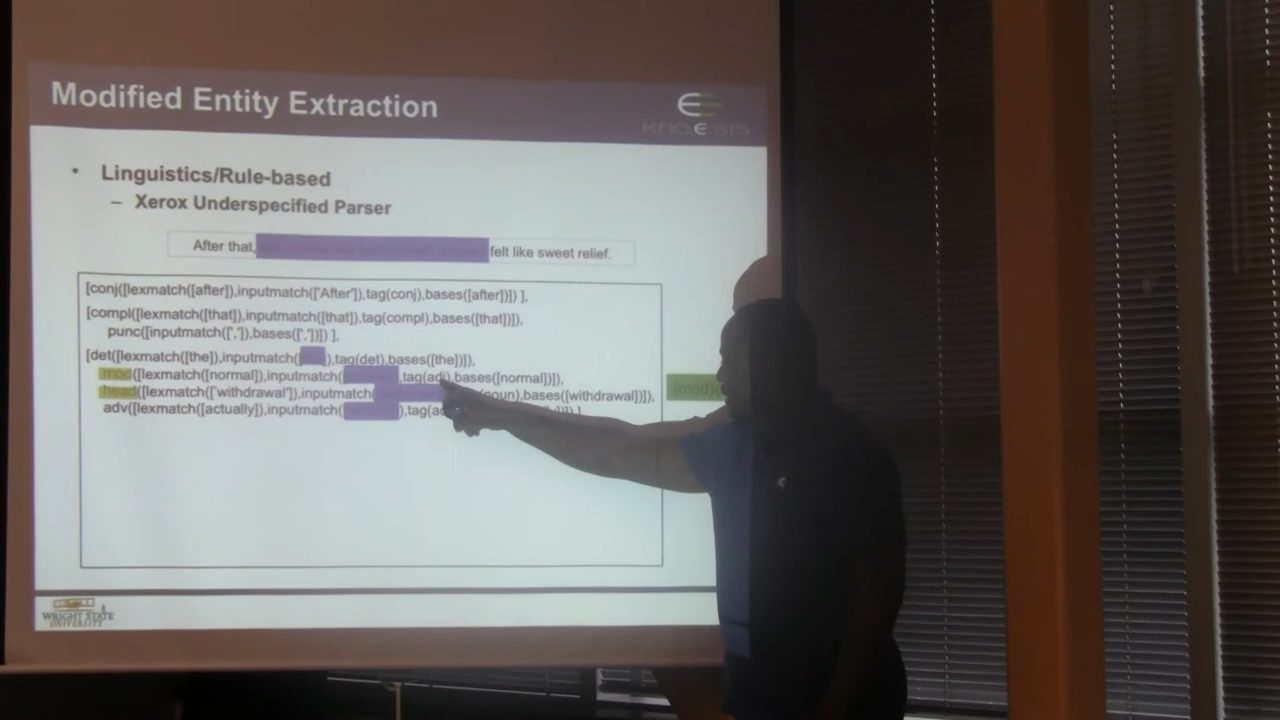 Modified Entity Extraction
kno.e.sis
• Linguistics/Rule-based
– Xerox Underspecified Parser
After that, felt like sweet relief.
[conj([lexmatch([after]),inputmatch(['After']),tag(conj),bases([after])]) ],
[compl([lexmatch([that]),inputmatch([that]),tag(compl),bases([that])]),
punc([inputmatch([',']),bases([','])]) ],
[det([lexmatch([the]),inputmatch( ]),tag(det),bases([the])]),
mod([lexmatch([normal]),inputmatch( ,tag(adj),bases([normal])]),
head([lexmatch(['withdrawal']),inputmatch( noun),bases([withdrawal])]),
adv([lexmatch([actually]),inputmatch([ ]),tag(
(mod)
WRIGHT STATE
UNIVERSITY